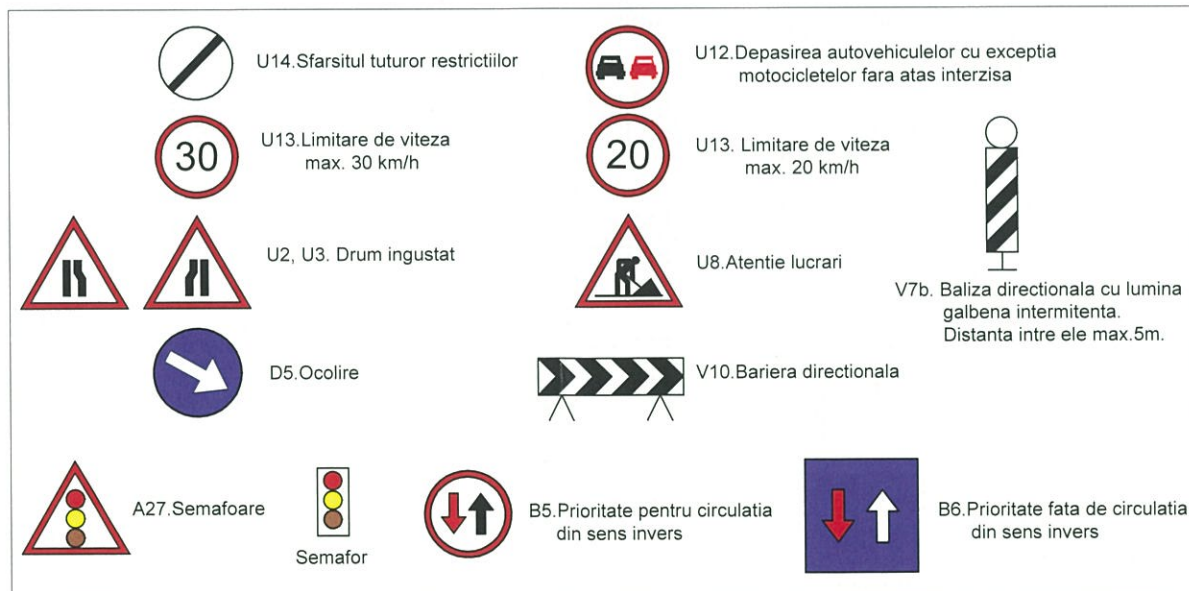 U14.Sfarsitul tuturor restrictiilor
U12.Depasirea autovehiculelor cu exceptia
motocicletelor fara atas interzisa
30
U13.Limitare de viteza
max. 30 km/h
20
U13. Limitare de viteza
max. 20 km/h
U2, U3. Drum ingustat
U8.Atentie lucrari
V7b. Baliza directionala cu lumina
galbena intermitenta.
Distanta intre ele max.5m.
D5.Ocolire
V10.Bariera directionala
A27.Semafoare
Semafor
B5.Prioritate pentru circulatia
din sens invers
B6.Prioritate fata de circulatia
din sens invers